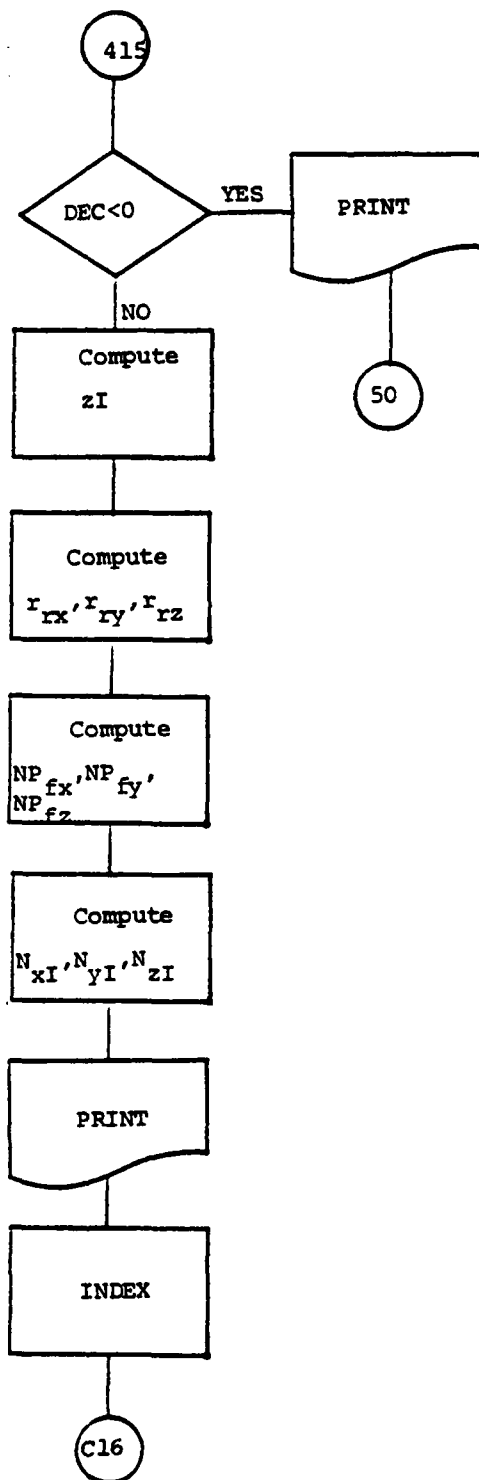 415
DEC<0
YES
PRINT
NO
50
Compute
zI
Compute
r_rx, r_ry, r_rz
Compute
NP_fx, NP_fy,
NP_fz
Compute
N_xI, N_yI, N_zI
PRINT
INDEX
C16